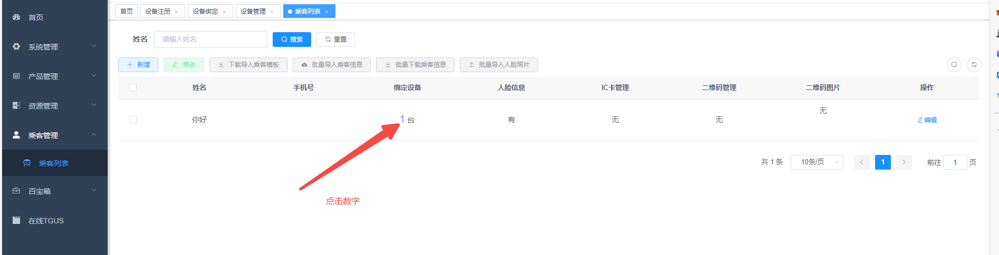 首页
系统管理
产品管理
资源管理
乘客管理
乘客列表
百宝箱
在线TGUS
首页 设备注册 × 设备绑定 × 设备管理 × 乘客列表 ×
姓名 请输入姓名 搜索 重置
新增 修改 下载导入乘客模板 批量导入乘客信息 批量下载乘客信息 批量导入人脸照片
姓名 手机号 绑定设备 人脸信息 IC卡管理 二维码管理 二维码图片 操作
你好 1 台 有 无 无 无 编辑
共 1 条 10条/页 1 前往 1 页
点击数字